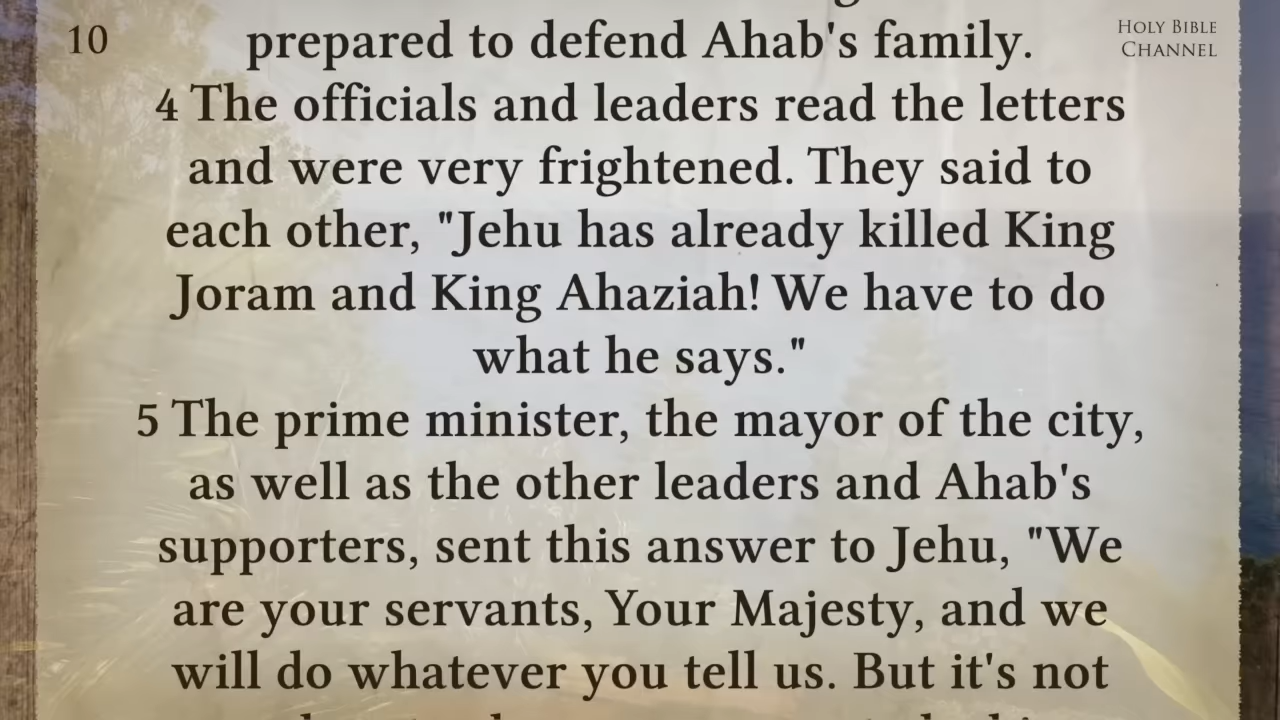 10
HOLY BIBLE
CHANNEL
prepared to defend Ahab's family.
4 The officials and leaders read the letters
and were very frightened. They said to
each other, "Jehu has already killed King
Joram and King Ahaziah! We have to do
what he says."
5 The prime minister, the mayor of the city,
as well as the other leaders and Ahab's
supporters, sent this answer to Jehu, "We
are your servants, Your Majesty, and we
will do whatever you tell us. But it's not